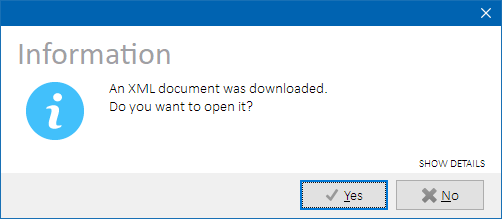 Information
An XML document was downloaded.
Do you want to open it?
SHOW DETAILS
Yes
No